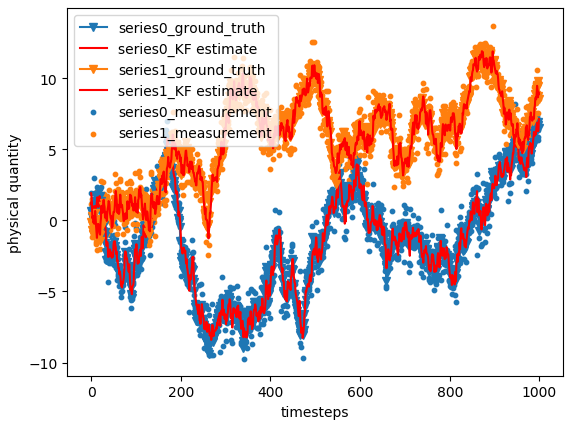 series0_ground_truth
series0_KF estimate
series1_ground_truth
series1_KF estimate
series0_measurement
series1_measurement
10
5
0
−5
−10
physical quantity
0
200
400
600
800
1000
timesteps